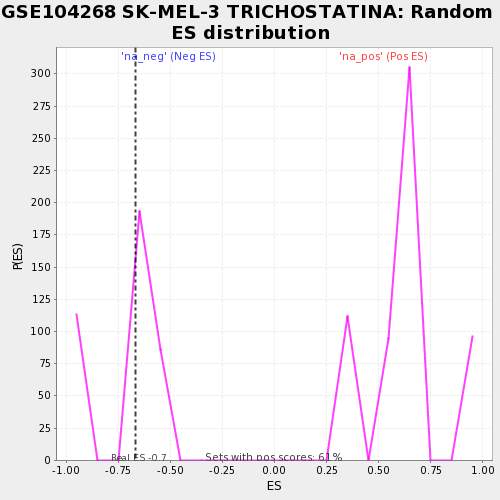 GSE104268 SK-MEL-3 TRICHOSTATINA: Random
ES distribution
'na_neg' (Neg ES)
'na_pos' (Pos ES)
300
275
250
225
200
175
150
125
100
75
50
25
0
P(ES)
Real ES -0.7
Sets with pos scores: 61%
-1.00 -0.75 -0.50 -0.25 0.00 0.25 0.50 0.75 1.00
ES